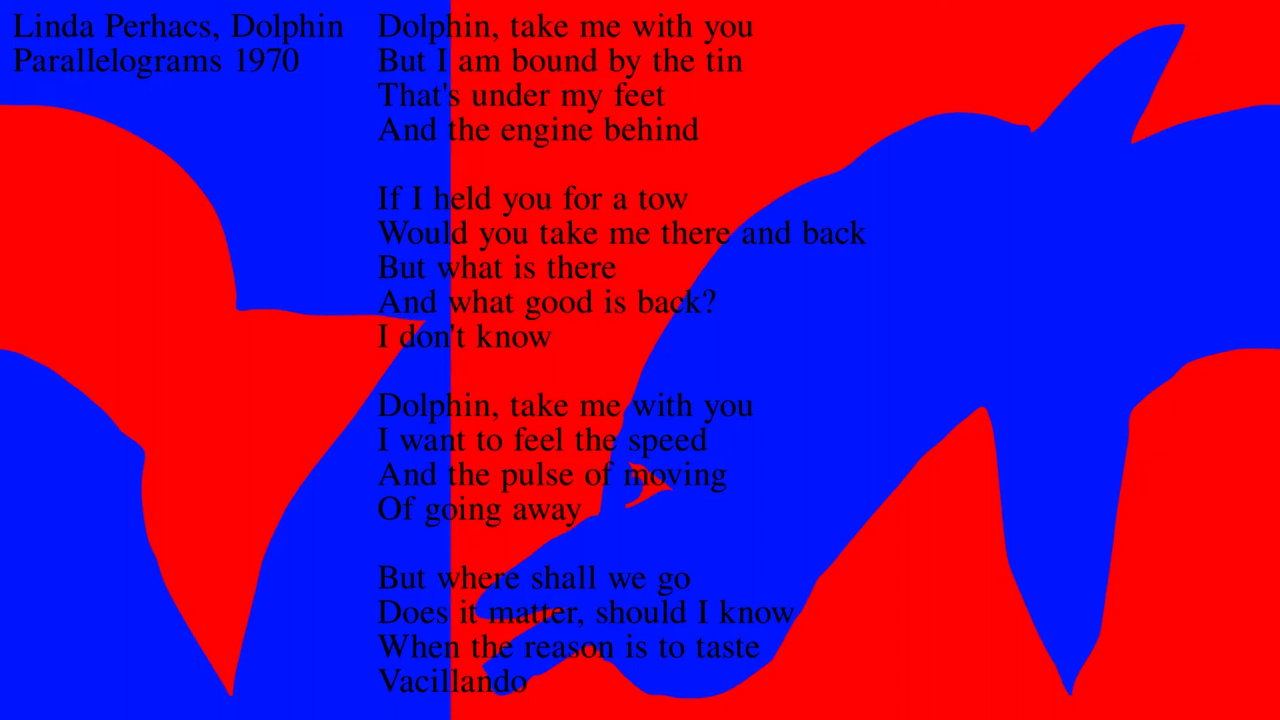 Linda Perhacs, Dolphin
Parallelograms 1970
Dolphin, take me with you
But I am bound by the tin
That's under my feet
And the engine behind
If I held you for a tow
Would you take me there and back
But what is there
And what good is back?
I don't know
Dolphin, take me with you
I want to feel the speed
And the pulse of moving
Of going away
But where shall we go
Does it matter, should I know
When the reason is to taste
Vacillando